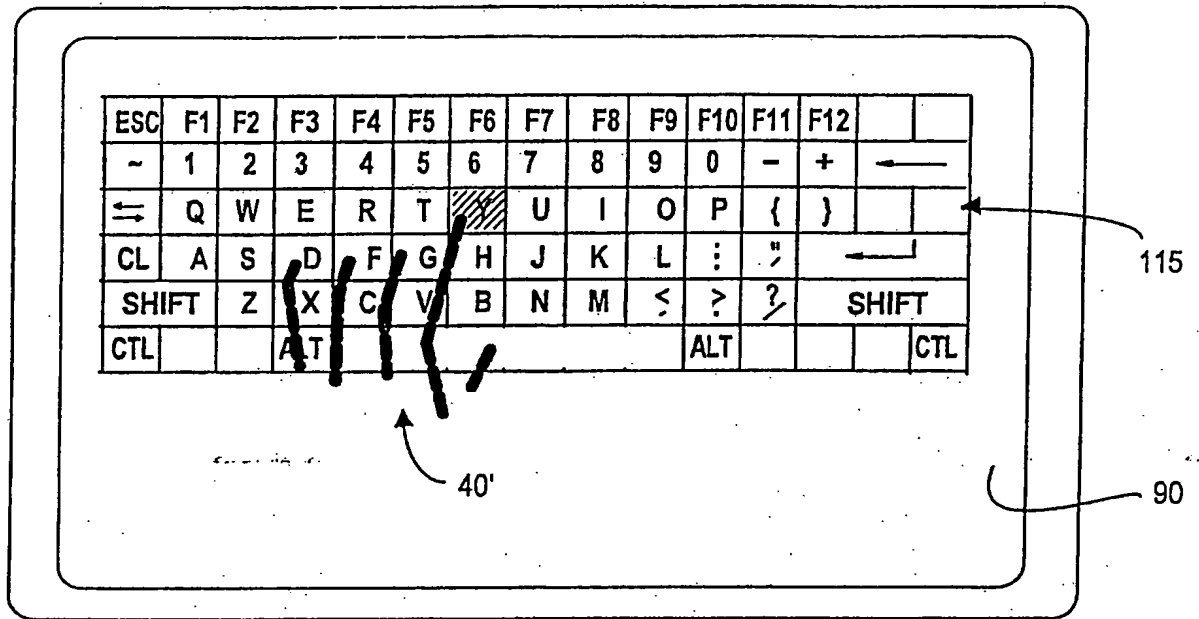 ESC F1 F2 F3 F4 F5 F6 F7 F8 F9 F10 F11 F12
~ 1 2 3 4 5 6 7 8 9 0 - + ←
⇆ Q W E R T Y U I O P { }
CL A S D F G H J K L : " ;
SHIFT Z X C V B N M < > ? / SHIFT
CTL ALT ALT CTL
115
40'
90